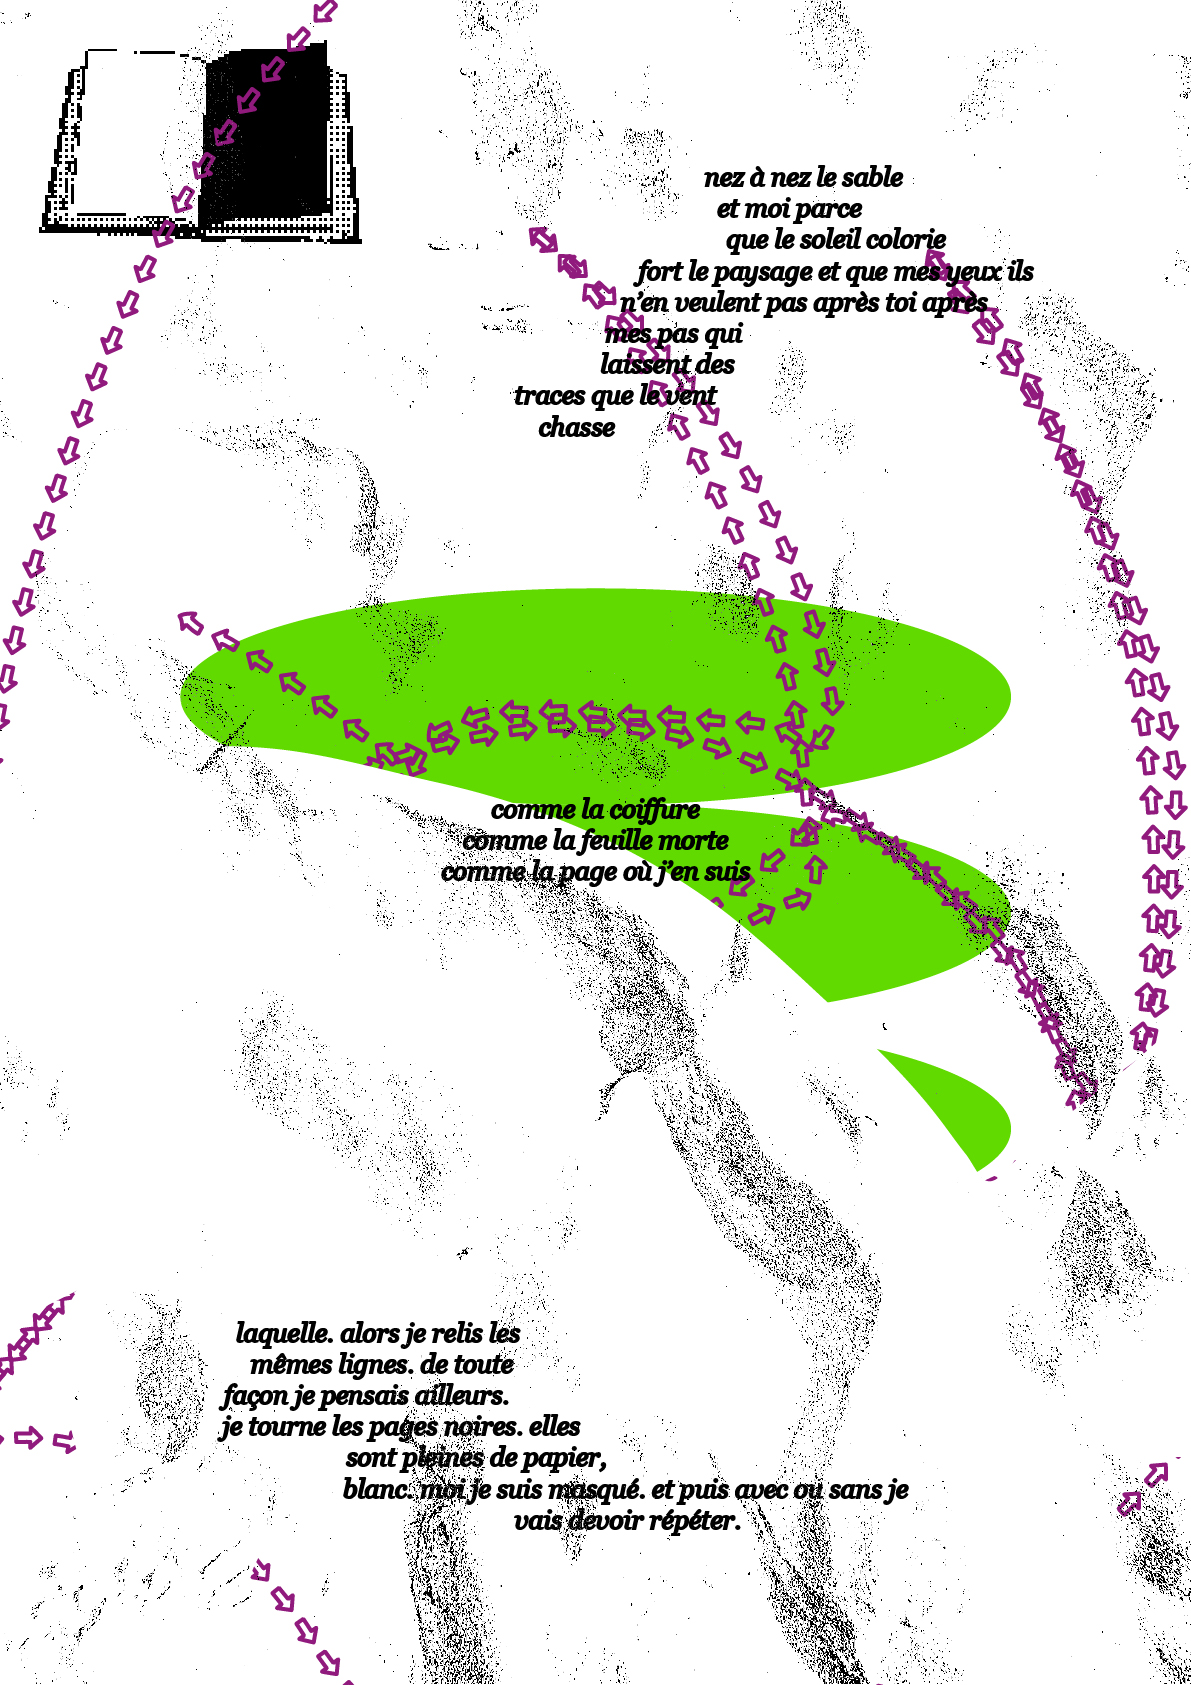 nez à nez le sable
et moi parce
que le soleil colorie
fort le paysage et que mes yeux ils
n'en veulent pas après toi après
mes pas qui
laissent des
traces que le vent
chasse
comme la coiffure
comme la feuille morte
comme la page où j'en suis
laquelle. alors je relis les
mêmes lignes. de toute
façon je pensais ailleurs.
je tourne les pages noires. elles
sont pleines de papier,
blanc. moi je suis masqué. et puis avec ou sans je
vais devoir répéter.